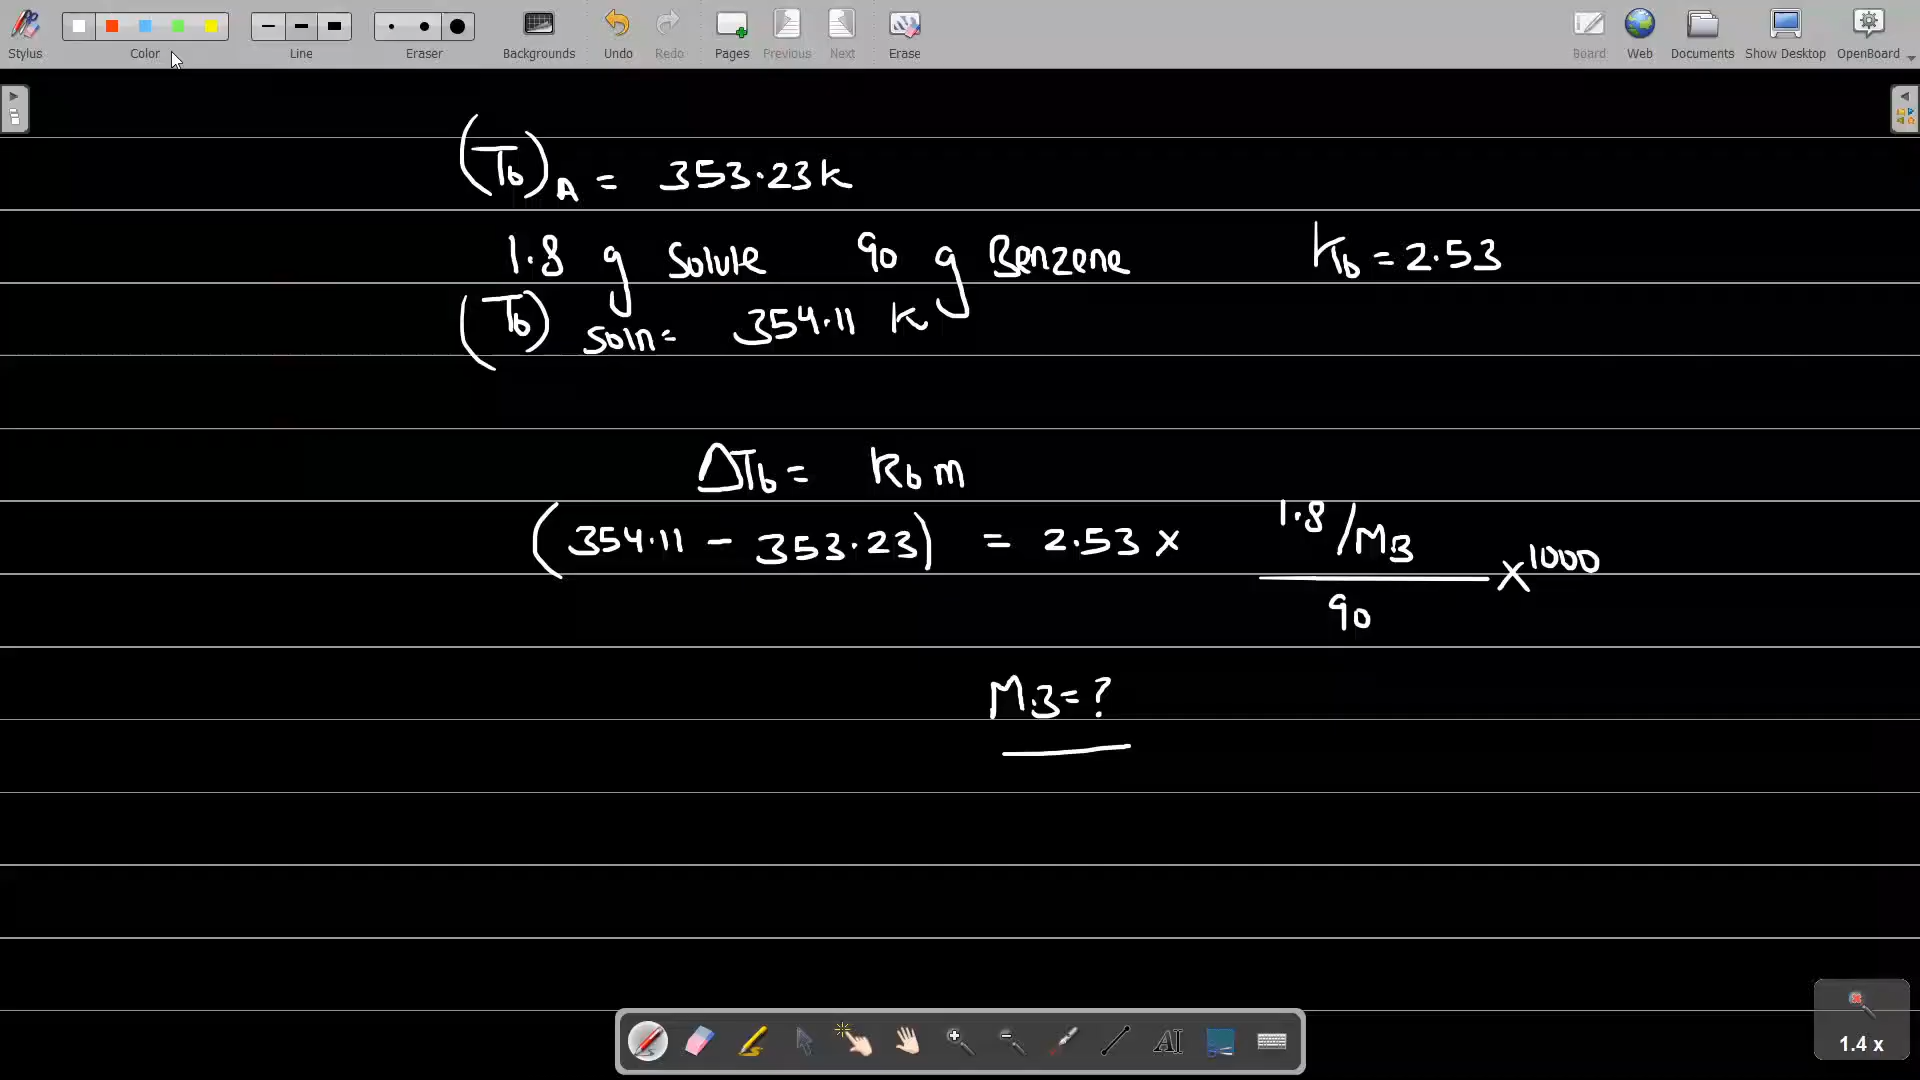 Stylus Color Line Eraser Backgrounds Undo Redo Pages Previous Next Erase Board Web Documents Show Desktop OpenBoard
(Tb)A = 353.23k
1.8 g Solute 90 g Benzene Kb = 2.53
(Tb) soln = 354.11 K
ΔTb = Kb m
(354.11 - 353.23) = 2.53 x 1.8/MB / 90 x 1000
MB = ?
1.4 x